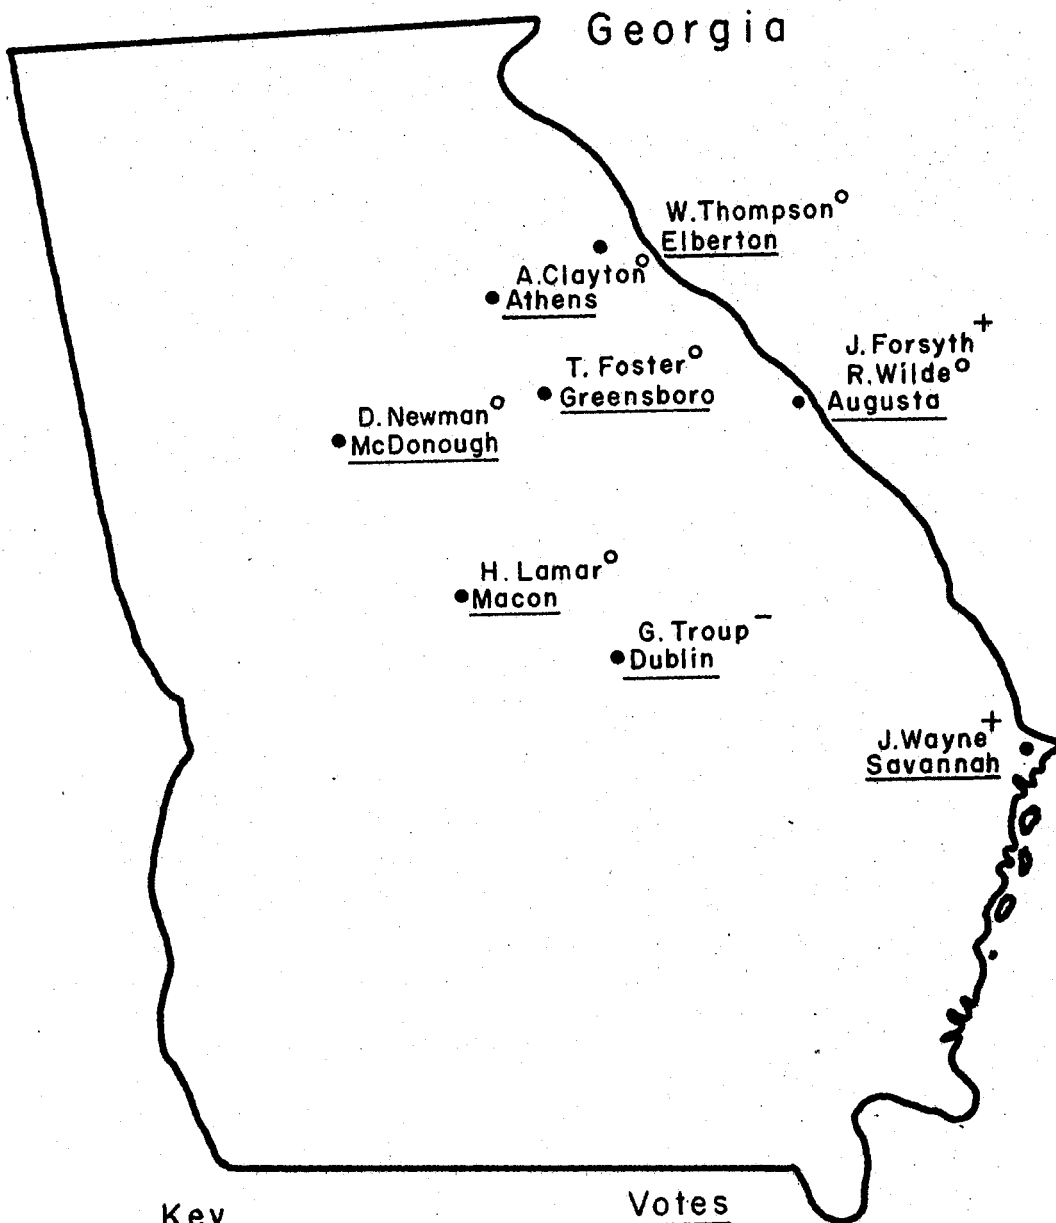 Georgia
W. Thompson°
Elberton
A. Clayton°
Athens
J. Forsyth+
R. Wilde°
Augusta
T. Foster°
Greensboro
D. Newman°
McDonough
H. Lamar°
Macon
G. Troup-
Dublin
J. Wayne+
Savannah
Key
Votes